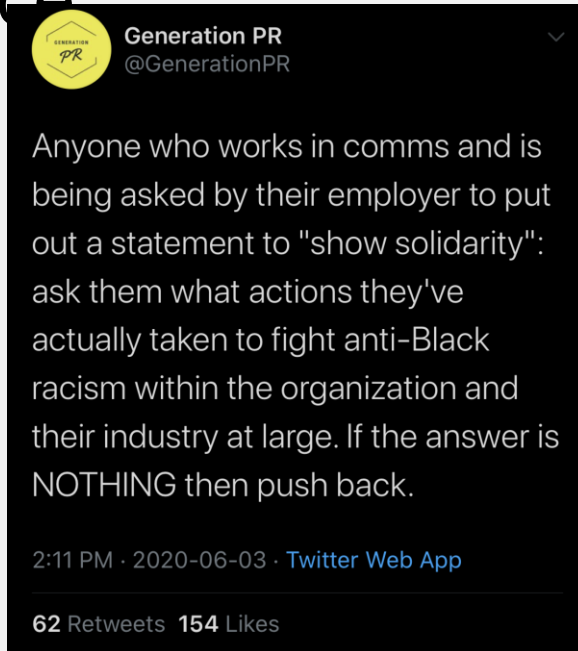 GENERATION
PR
Generation PR
@GenerationPR
Anyone who works in comms and is
being asked by their employer to put
out a statement to "show solidarity":
ask them what actions they've
actually taken to fight anti-Black
racism within the organization and
their industry at large. If the answer is
NOTHING then push back.
2:11 PM · 2020-06-03 · Twitter Web App
62 Retweets 154 Likes